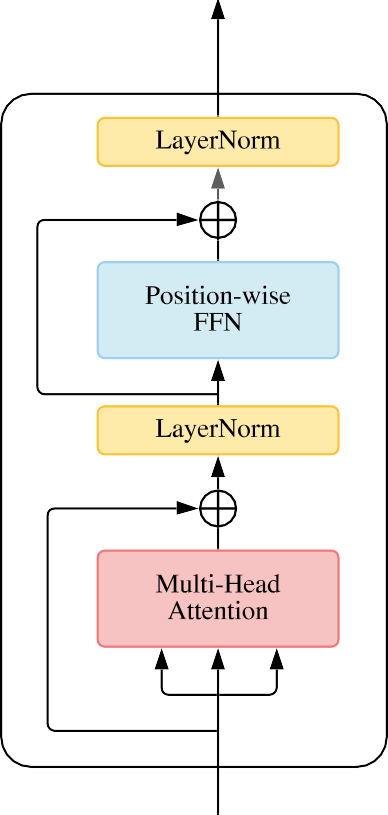 LayerNorm
Position-wise
FFN
LayerNorm
Multi-Head
Attention